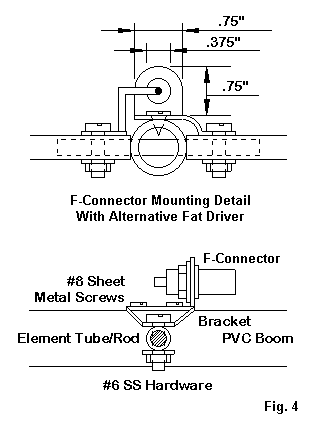 .75"
.375"
.75"
F-Connector Mounting Detail
With Alternative Fat Driver
F-Connector
#8 Sheet
Metal Screws
Bracket
Element Tube/Rod
PVC Boom
#6 SS Hardware
Fig. 4